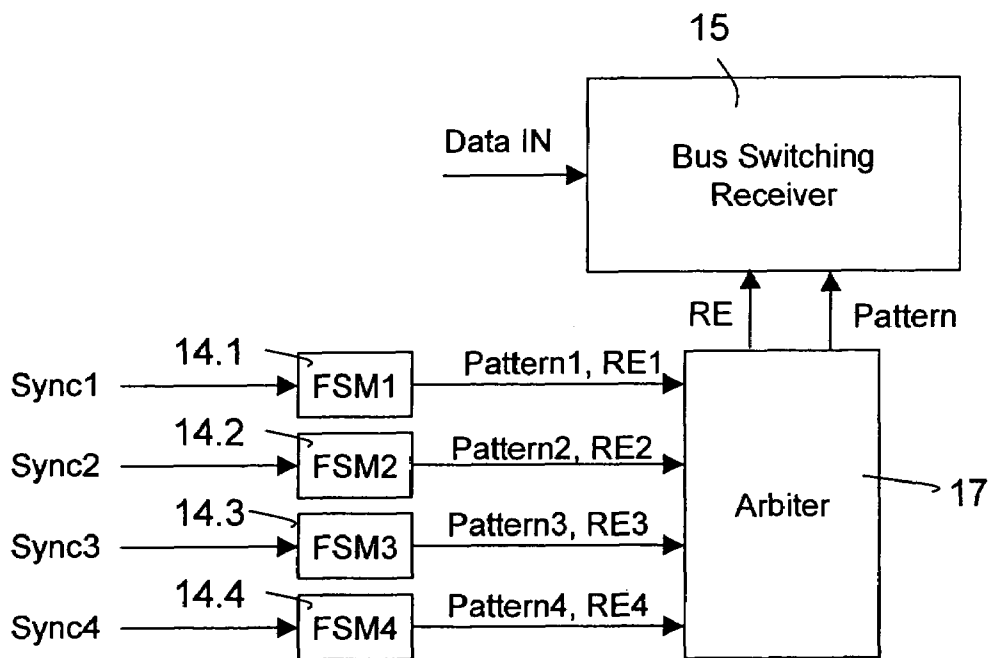 15
Data IN
Bus Switching
Receiver
RE
Pattern
14.1
Sync1
FSM1
Pattern1, RE1
14.2
Sync2
FSM2
Pattern2, RE2
14.3
Sync3
FSM3
Pattern3, RE3
14.4
Sync4
FSM4
Pattern4, RE4
Arbiter
17